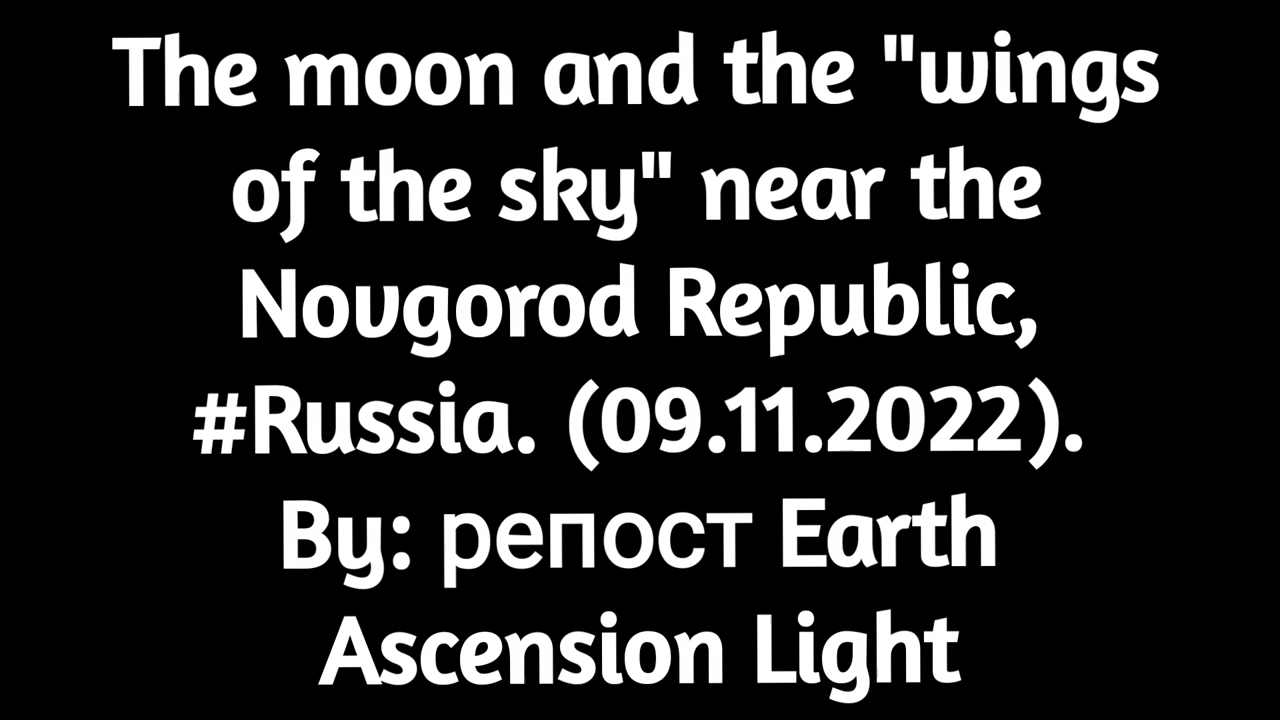 The moon and the "wings
of the sky" near the
Novgorod Republic,
#Russia. (09.11.2022).
By: репост Earth
Ascension Light